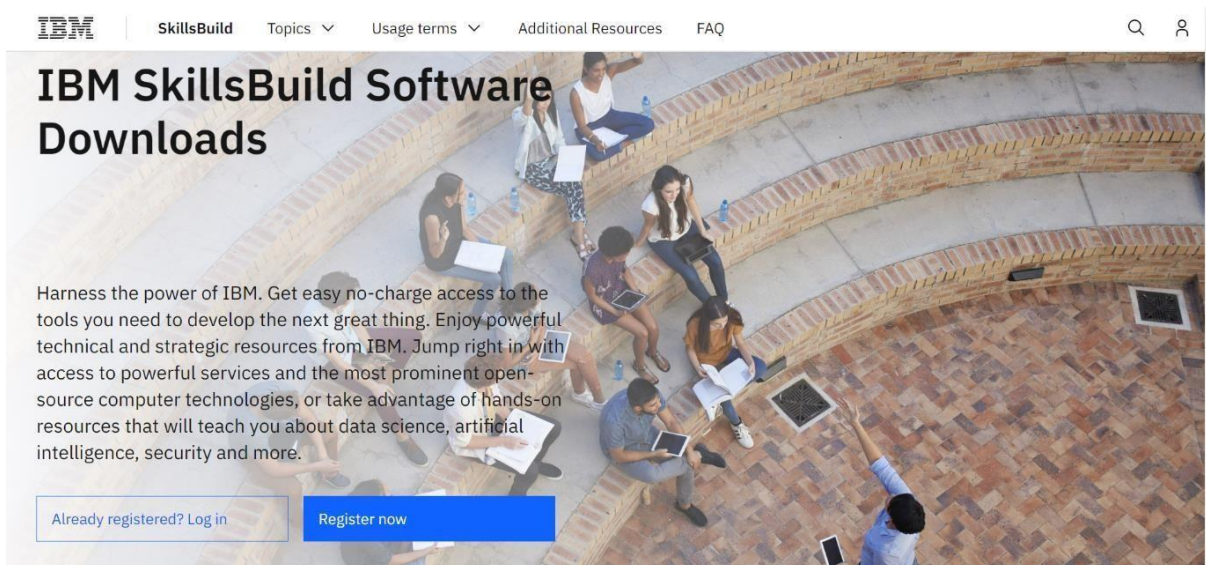 IBM
SkillsBuild
Topics
Usage terms
Additional Resources
FAQ
IBM SkillsBuild Software
Downloads
Harness the power of IBM. Get easy no-charge access to the
tools you need to develop the next great thing. Enjoy powerful
technical and strategic resources from IBM. Jump right in with
access to powerful services and the most prominent open-
source computer technologies, or take advantage of hands-on
resources that will teach you about data science, artificial
intelligence, security and more.
Already registered? Log in
Register now